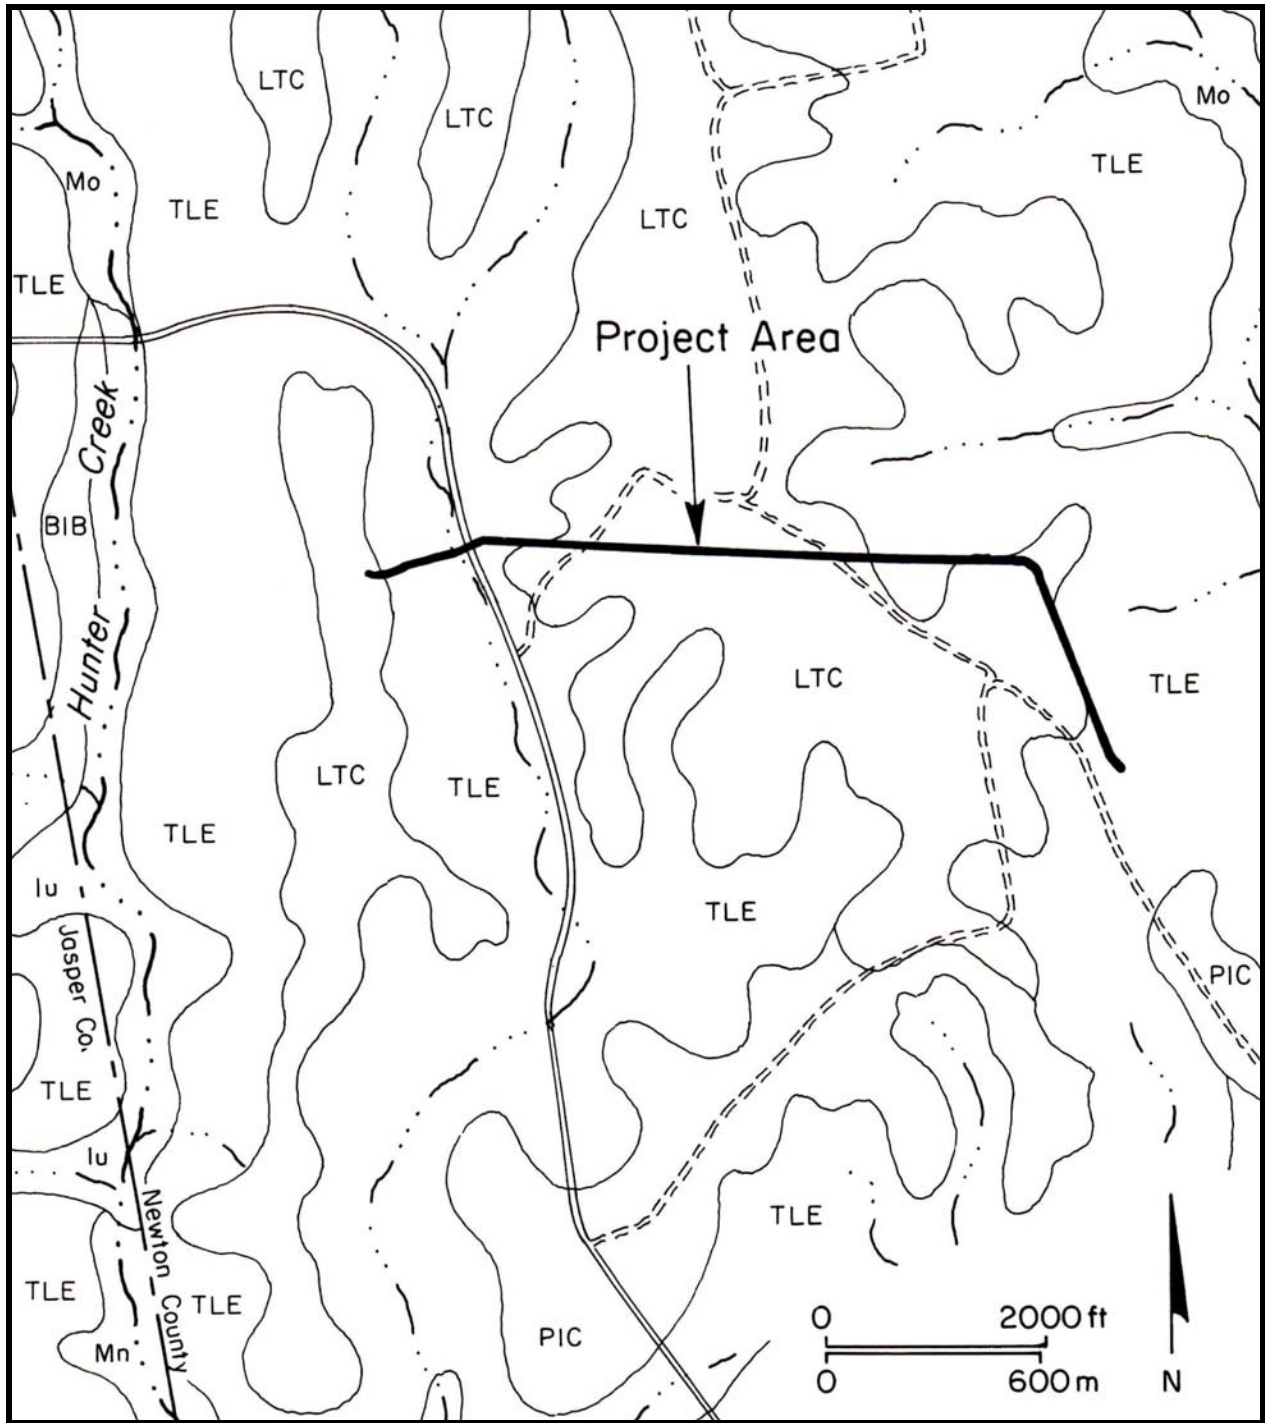 LTC
LTC
Mo
Mo
TLE
TLE
LTC
TLE
Project Area
Hunter Creek
BIB
LTC
TLE
LTC
TLE
TLE
Iu
TLE
Jasper Co.
PIC
TLE
Iu
Newton County
TLE
TLE
TLE
Mn
PIC
0 2000 ft
0 600 m
N